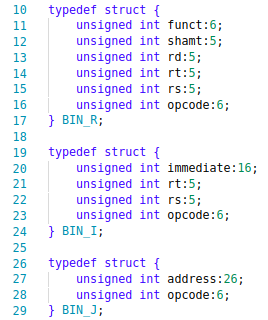 10 typedef struct {
11 unsigned int funct:6;
12 unsigned int shamt:5;
13 unsigned int rd:5;
14 unsigned int rt:5;
15 unsigned int rs:5;
16 unsigned int opcode:6;
17 } BIN_R;
18
19 typedef struct {
20 unsigned int immediate:16;
21 unsigned int rt:5;
22 unsigned int rs:5;
23 unsigned int opcode:6;
24 } BIN_I;
25
26 typedef struct {
27 unsigned int address:26;
28 unsigned int opcode:6;
29 } BIN_J;